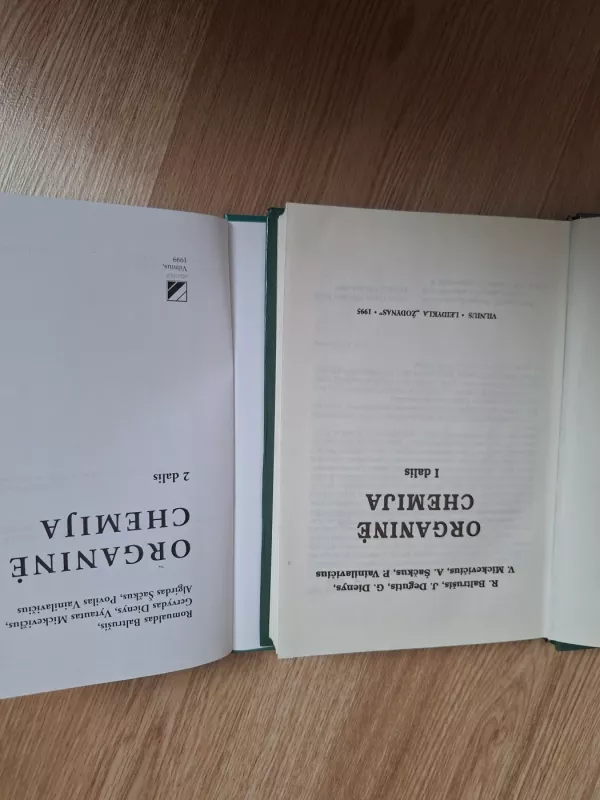 Romualdas Baltrušis,
Gervydas Dienys, Vytautas Mickevičius,
Algirdas Šačkus, Povilas Vainilavičius
ORGANINĖ
CHEMIJA
2 dalis
Vilnius,
1999
R. Baltrušis, J. Degutis, G. Dienys,
V. Mickevičius, A. Šačkus, P. Vainilavičius
ORGANINĖ
CHEMIJA
I dalis
VILNIUS • LEIDYKLA „ŽODYNAS“ • 1995